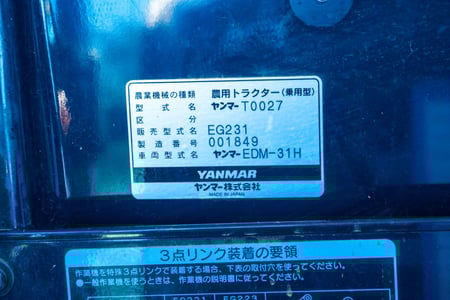 農業機械の種類 農用トラクター(乗用型)
型式名 ヤンマーT0027
区分
販売型式名 EG231
製造番号 001849
車両型式名 ヤンマーEDM-31H
YANMAR
ヤンマー株式会社
MADE IN JAPAN
3点リンク装着の要領
作業機を特殊3点リンクで装着する場合、下表の取付穴を使ってください。
●一般作業機を使うときは、作業機の説明書にしたがってください。
EG221 EG223